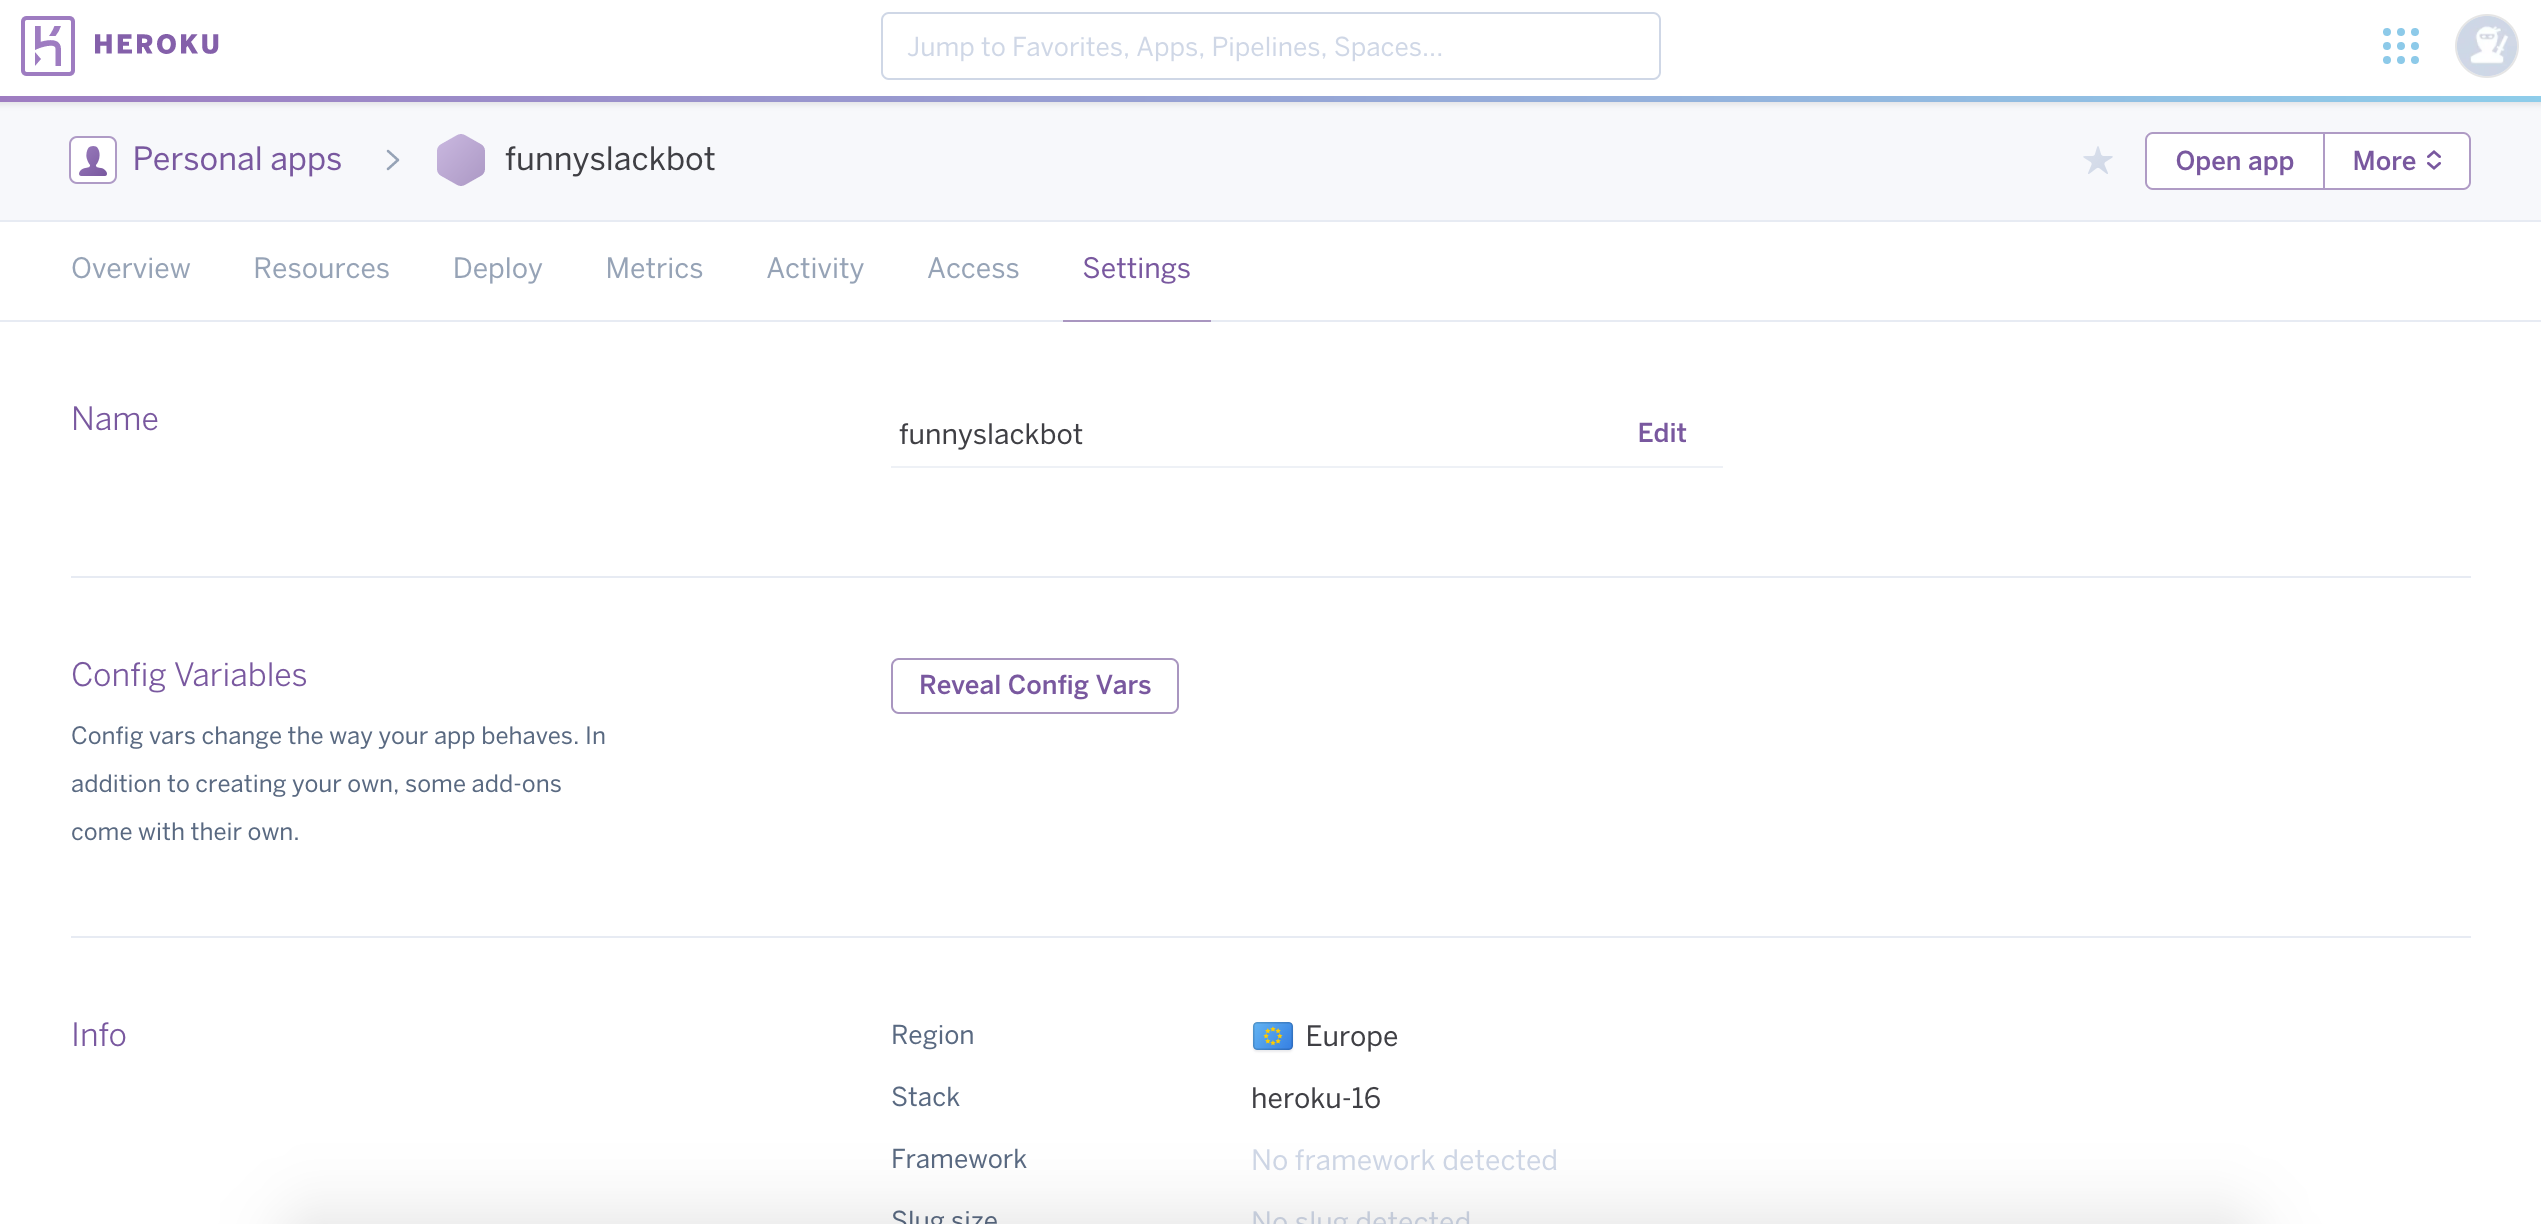 HEROKU
Jump to Favorites, Apps, Pipelines, Spaces...
Personal apps
funnyslackbot
Open app
More
Overview Resources Deploy Metrics Activity Access Settings
Name
funnyslackbot
Edit
Config Variables
Reveal Config Vars
Config vars change the way your app behaves. In
addition to creating your own, some add-ons
come with their own.
Info
Region
Europe
Stack
heroku-16
Framework
No framework detected
Slug size
No slug detected